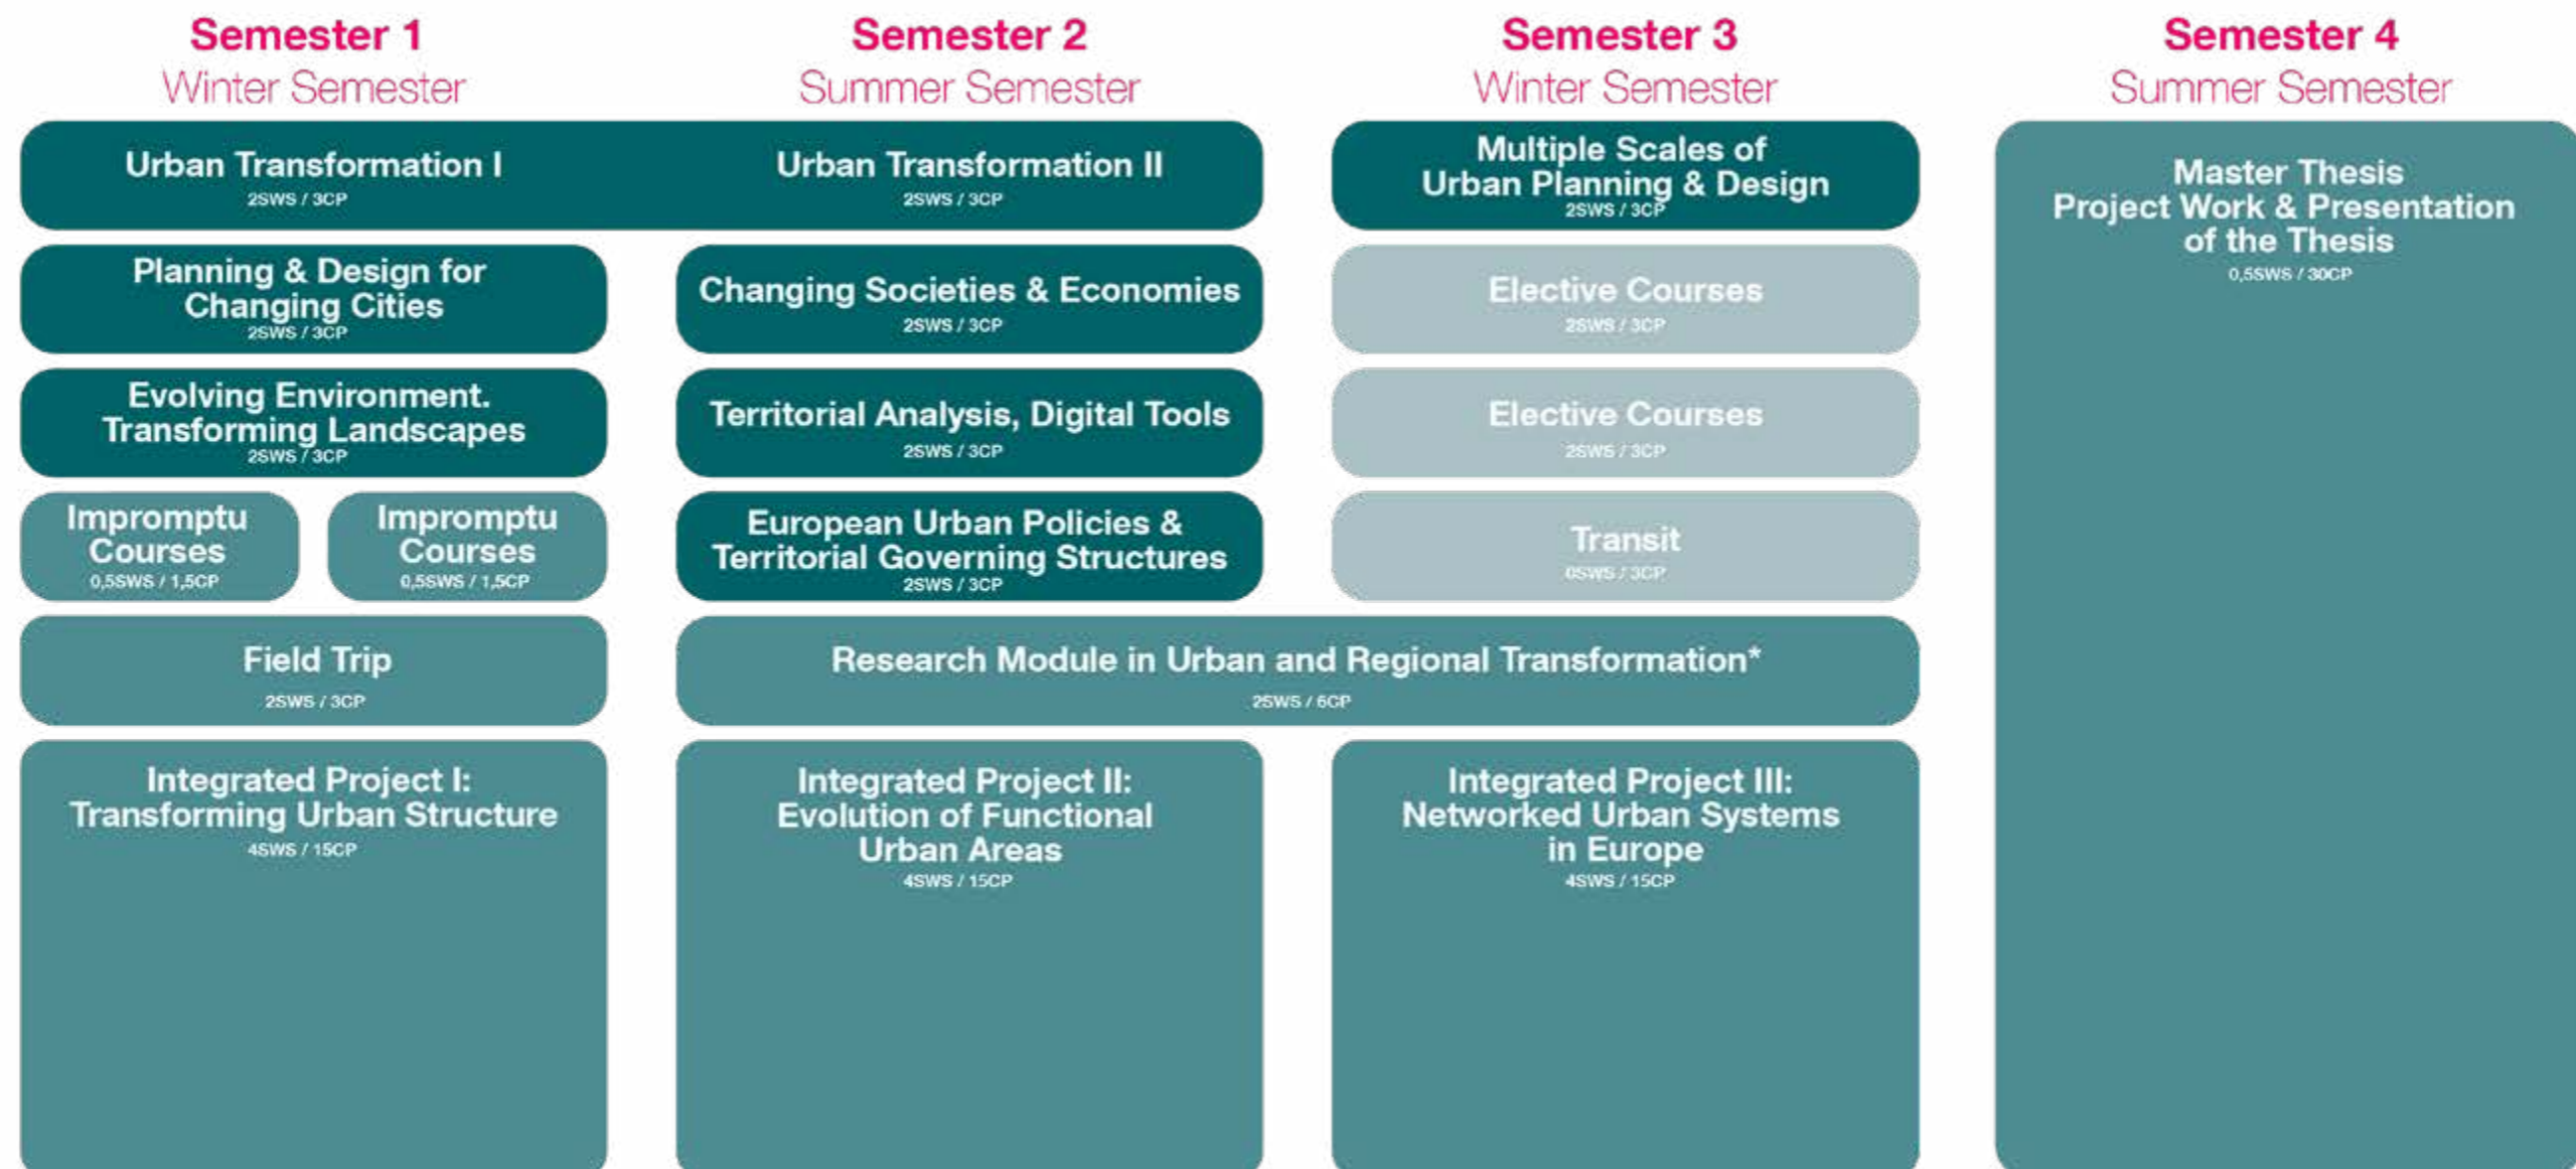 Semester 1
Winter Semester
Semester 2
Summer Semester
Semester 3
Winter Semester
Semester 4
Summer Semester
Urban Transformation I
2SWS / 3CP
Urban Transformation II
2SWS / 3CP
Multiple Scales of
Urban Planning & Design
2SWS / 3CP
Master Thesis
Project Work & Presentation
of the Thesis
0,5SWS / 30CP
Planning & Design for
Changing Cities
2SWS / 3CP
Changing Societies & Economies
2SWS / 3CP
Elective Courses
2SWS / 3CP
Evolving Environment.
Transforming Landscapes
2SWS / 3CP
Territorial Analysis, Digital Tools
2SWS / 3CP
Elective Courses
2SWS / 3CP
Impromptu
Courses
0,5SWS / 1,5CP
Impromptu
Courses
0,5SWS / 1,5CP
European Urban Policies &
Territorial Governing Structures
2SWS / 3CP
Transit
0SWS / 3CP
Field Trip
2SWS / 3CP
Research Module in Urban and Regional Transformation*
2SWS / 6CP
Integrated Project I:
Transforming Urban Structure
4SWS / 15CP
Integrated Project II:
Evolution of Functional
Urban Areas
4SWS / 15CP
Integrated Project III:
Networked Urban Systems
in Europe
4SWS / 15CP